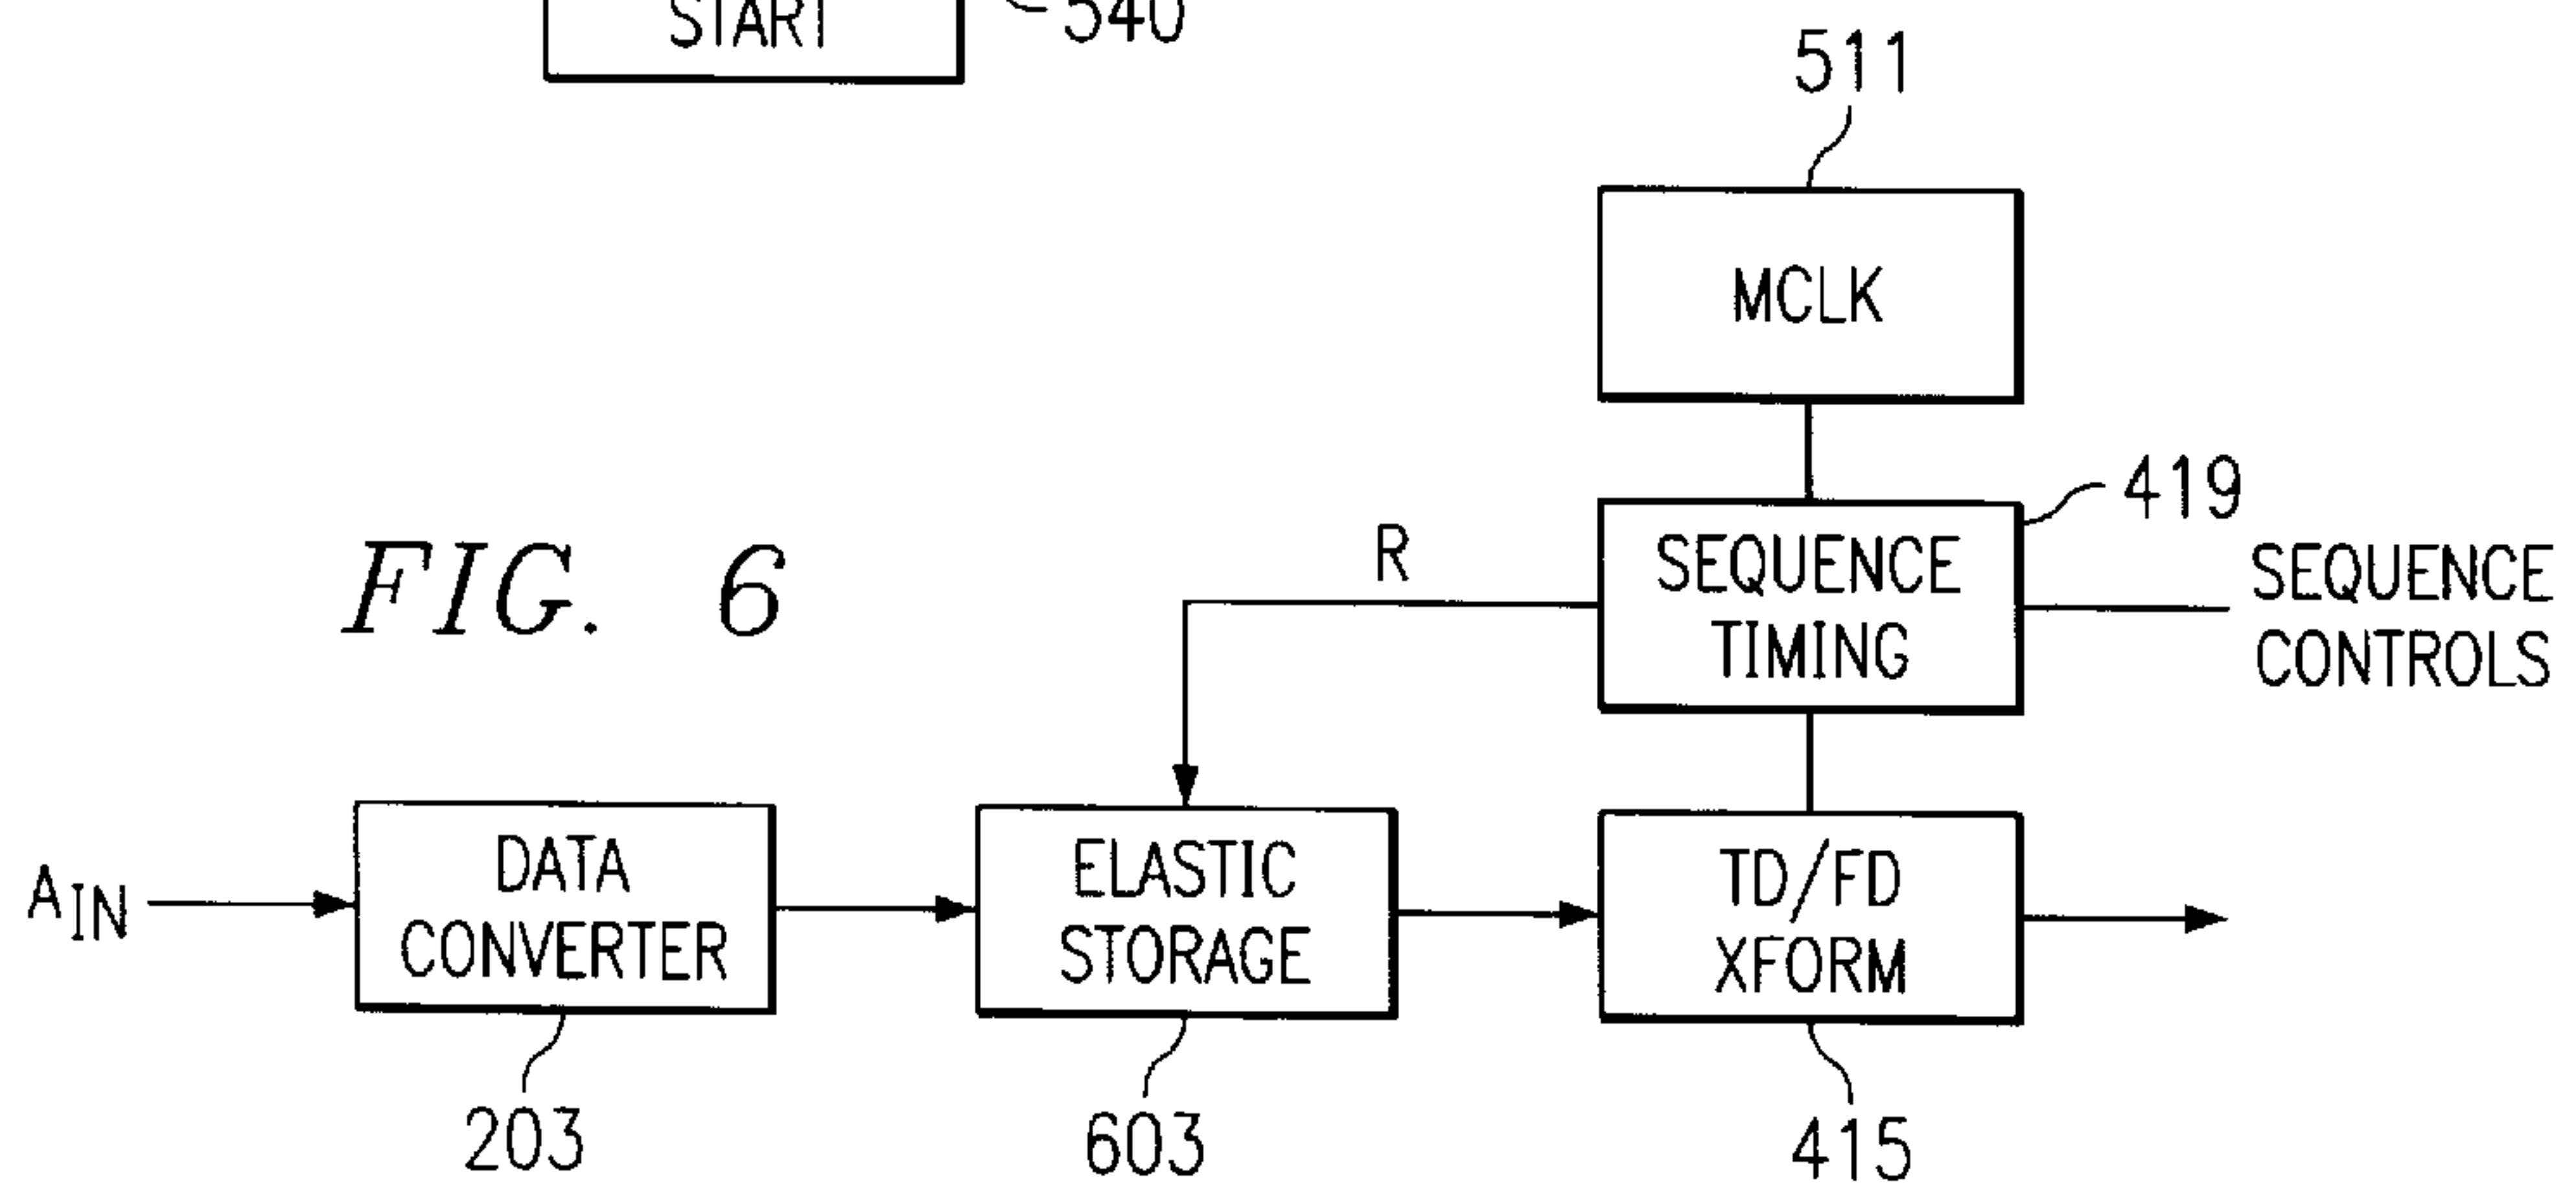 START
540
511
MCLK
419
R
SEQUENCE
TIMING
SEQUENCE
CONTROLS
FIG. 6
AIN
DATA
CONVERTER
ELASTIC
STORAGE
TD/FD
XFORM
203
603
415